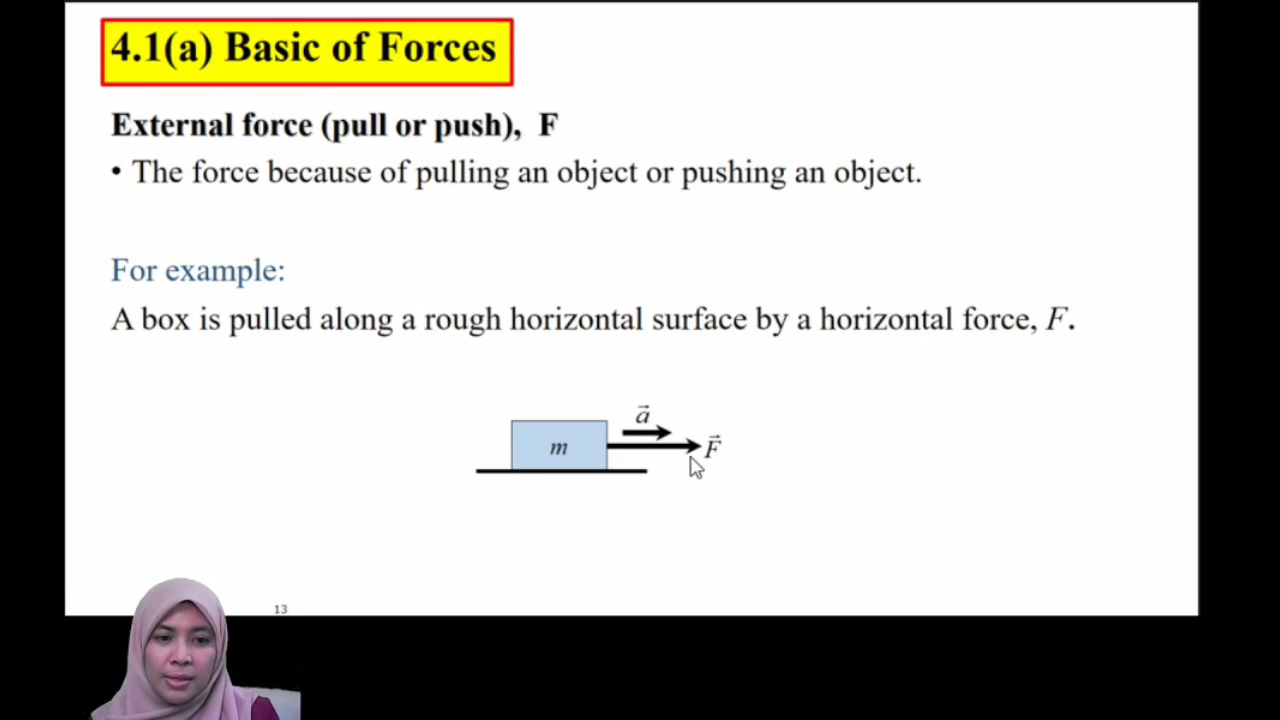 4.1(a) Basic of Forces
External force (pull or push), F
• The force because of pulling an object or pushing an object.
For example:
A box is pulled along a rough horizontal surface by a horizontal force, F.
a⃗
m
F⃗
13